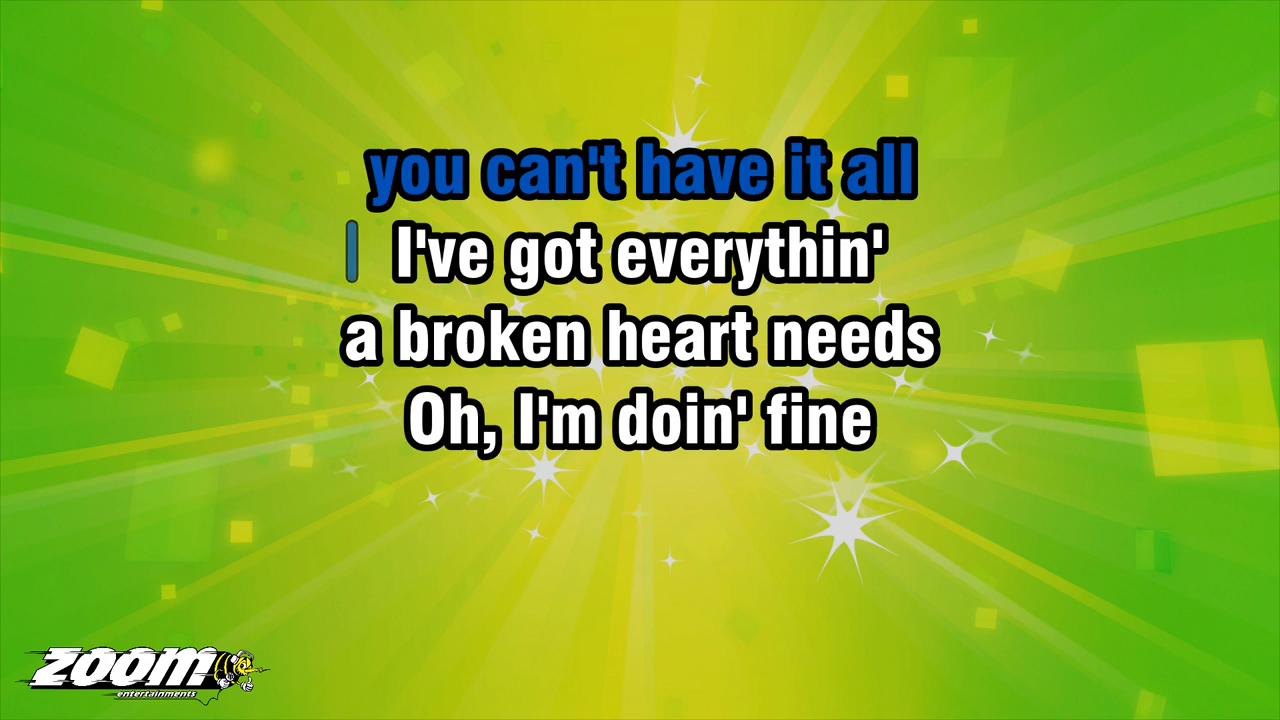 you can't have it all
I've got everythin'
a broken heart needs
Oh, I'm doin' fine
zoom
entertainments